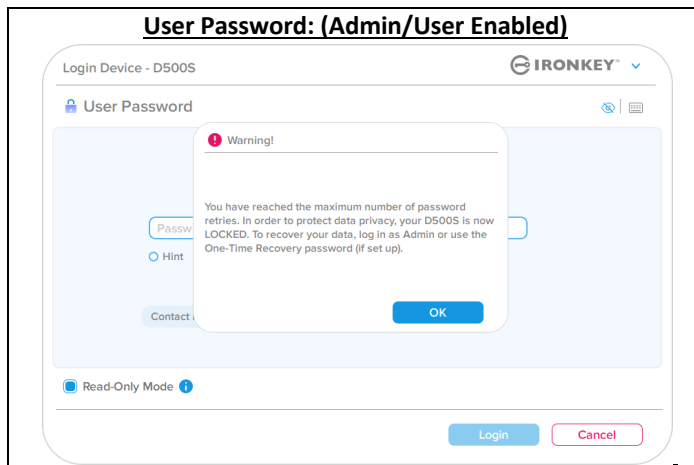 User Password: (Admin/User Enabled)
Login Device - D500S
IRONKEY
User Password
Warning!
You have reached the maximum number of password
retries. In order to protect data privacy, your D500S is now
LOCKED. To recover your data, log in as Admin or use the
One-Time Recovery password (if set up).
Passw
Hint
Contact
OK
Read-Only Mode
Login
Cancel